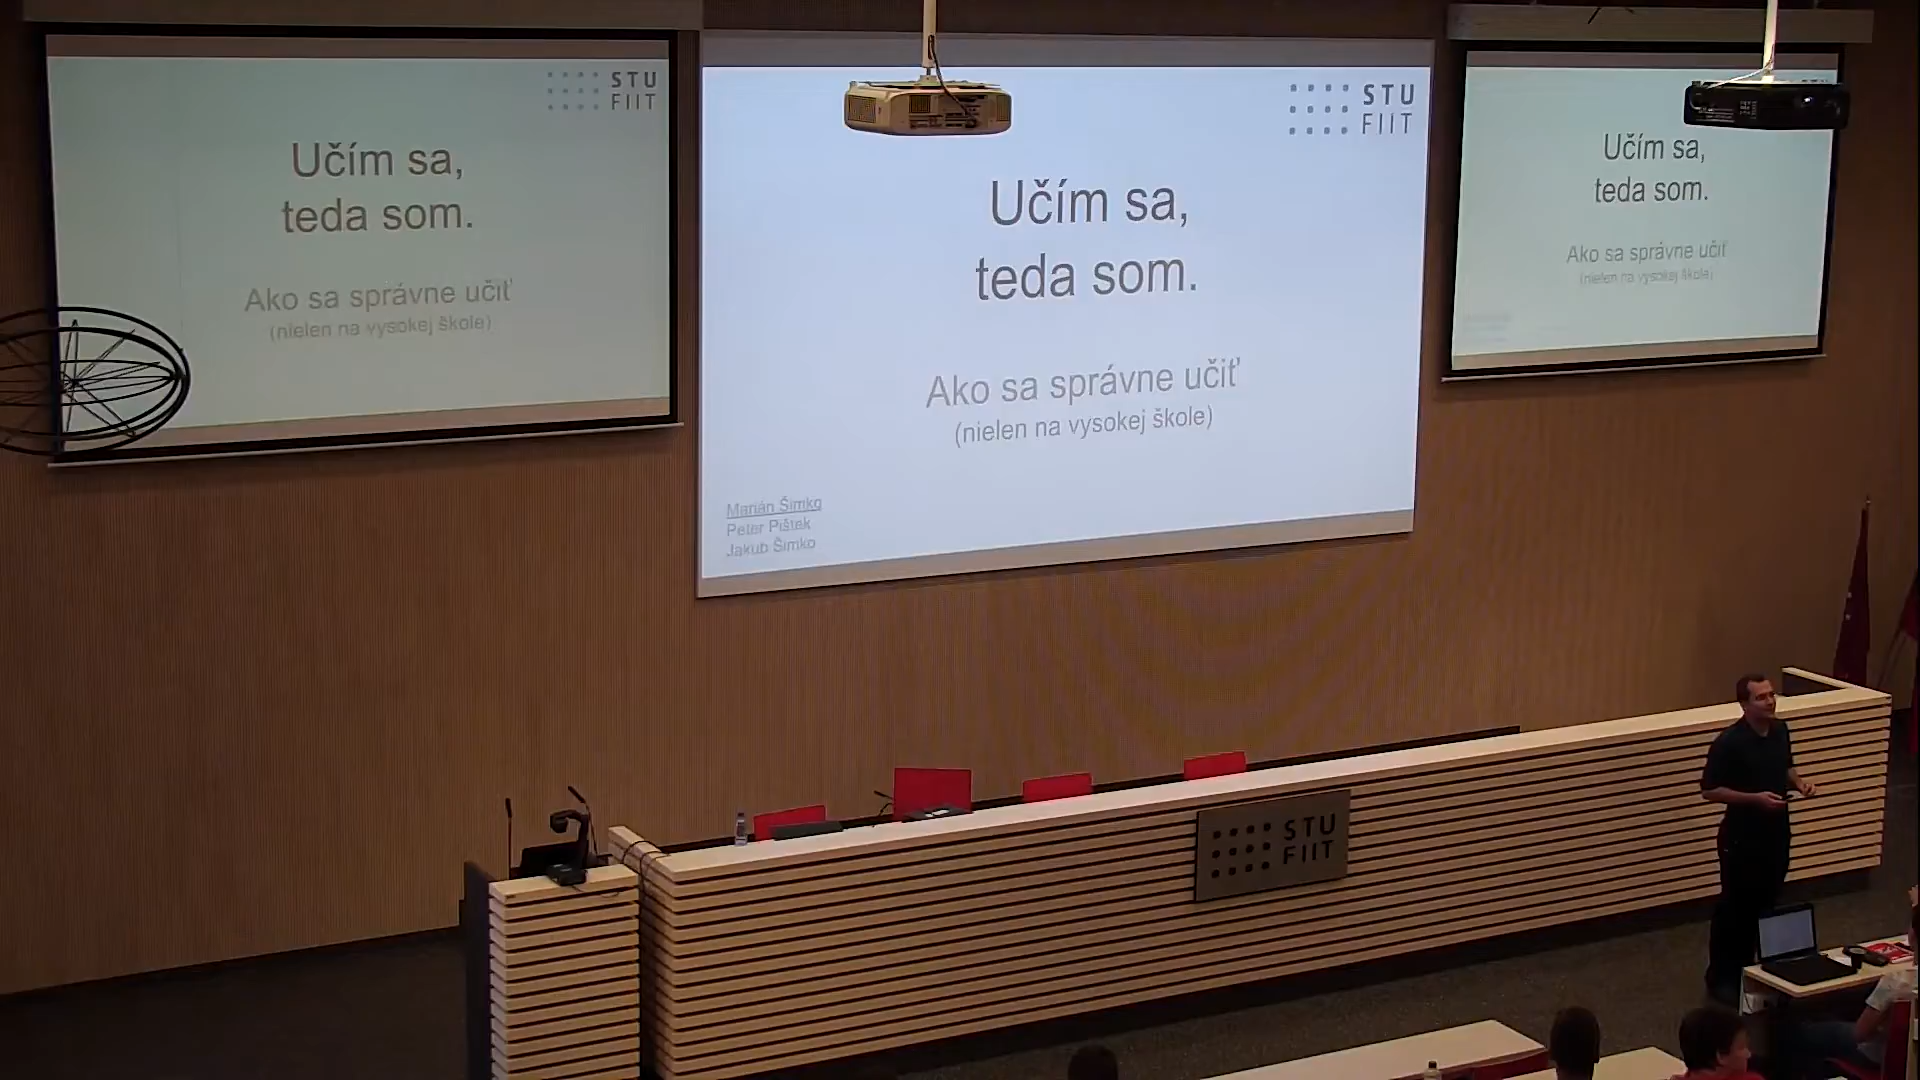 STU
FIIT
Učím sa,
teda som.
Ako sa správne učiť
(nielen na vysokej škole)
STU
FIIT
Učím sa,
teda som.
Ako sa správne učiť
(nielen na vysokej škole)
Marián Šimko
Peter Pištek
Jakub Šimko
Učím sa,
teda som.
Ako sa správne učiť
(nielen na vysokej škole)
STU
FIIT